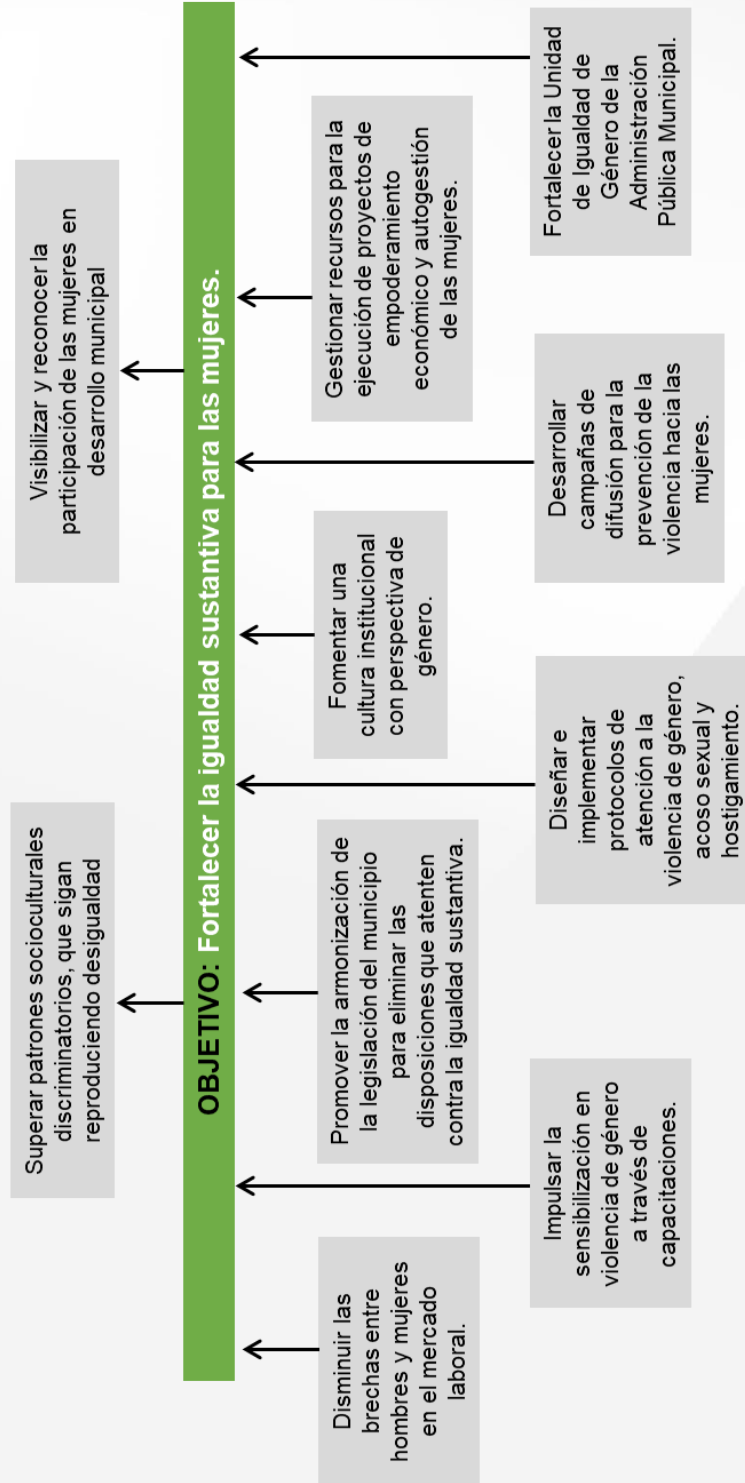 Superar patrones socioculturales
discriminatorios, que sigan
reproduciendo desigualdad
Visibilizar y reconocer la
participación de las mujeres en
desarrollo municipal
OBJETIVO: Fortalecer la igualdad sustantiva para las mujeres.
Disminuir las
brechas entre
hombres y mujeres
en el mercado
laboral.
Promover la armonización de
la legislación del municipio
para eliminar las
disposiciones que atenten
contra la igualdad sustantiva.
Fomentar una
cultura institucional
con perspectiva de
género.
Gestionar recursos para la
ejecución de proyectos de
empoderamiento
económico y autogestión
de las mujeres.
Impulsar la
sensibilización en
violencia de género
a través de
capacitaciones.
Diseñar e
implementar
protocolos de
atención a la
violencia de género,
acoso sexual y
hostigamiento.
Desarrollar
campañas de
difusión para la
prevención de la
violencia hacia las
mujeres.
Fortalecer la Unidad
de Igualdad de
Género de la
Administración
Pública Municipal.